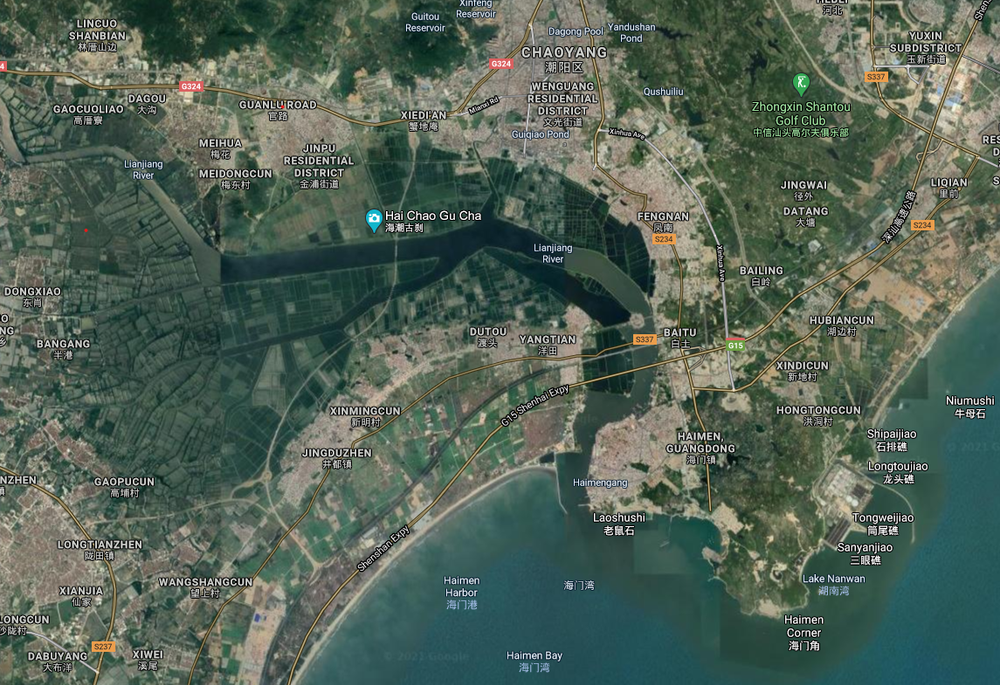 Xinfeng
Reservoir
HEBEI
河北
Guitou
Reservoir
LINCUO
SHANBIAN
林厝山边
Dagong Pool
Yandushan
Pond
YUXIN
SUBDISTRICT
玉新街道
CHAOYANG
潮阳区
G324
4
G324
S337
Shen
WENGUANG
RESIDENTIAL
DISTRICT
文光街道
Qushuiliu
Zhongxin Shantou
Golf Club
中信汕头高尔夫俱乐部
DAGOU
大沟
GAOCUOLIAO
高厝寮
GUANLU ROAD
官路
XIEDI'AN
蟹地庵
Mianxi Rd
Guiqiao Pond
Xinhua Ave
MEIHUA
梅花
JINPU
RESIDENTIAL
DISTRICT
金浦街道
Lianjiang
River
MEIDONGCUN
梅东村
RES
D
S
LIQIAN
里前
JINGWAI
径外
DATANG
大塘
深汕高速公路
S234
Hai Chao Gu Cha
海潮古刹
FENGNAN
凤南
S234
Lianjiang
River
Xinhua Ave
BAILING
白岭
DONGXIAO
东肖
O
NG
乡
BANGANG
半港
DUTOU
渡头
YANGTIAN
洋田
S337
BAITU
白土
G15
HUBIANCUN
湖边村
XINDICUN
新地村
G15 Shenhai Expy
XINMINGCUN
新明村
HONGTONGCUN
洪洞村
Niumushi
牛母石
Shipaijiao
石排礁
HAIMEN,
GUANGDONG
海门镇
JINGDUZHEN
井都镇
Longtoujiao
龙头礁
© 2021 G
NZHEN
镇
GAOPUCUN
高埔村
Haimengang
Laoshushi
老鼠石
Tongweijiao
筒尾礁
Sanyanjiao
三眼礁
Shenshan Expy
LONGTIANZHEN
陇田镇
WANGSHANGCUN
望上村
XIANJIA
仙家
Haimen
Harbor
海门港
海门湾
Lake Nanwan
湖南湾
LONGCUN
沙陇村
Haimen
Corner
海门角
S237
DABUYANG
大布洋
XIWEI
溪尾
© 2021 Google
Haimen Bay
海门湾